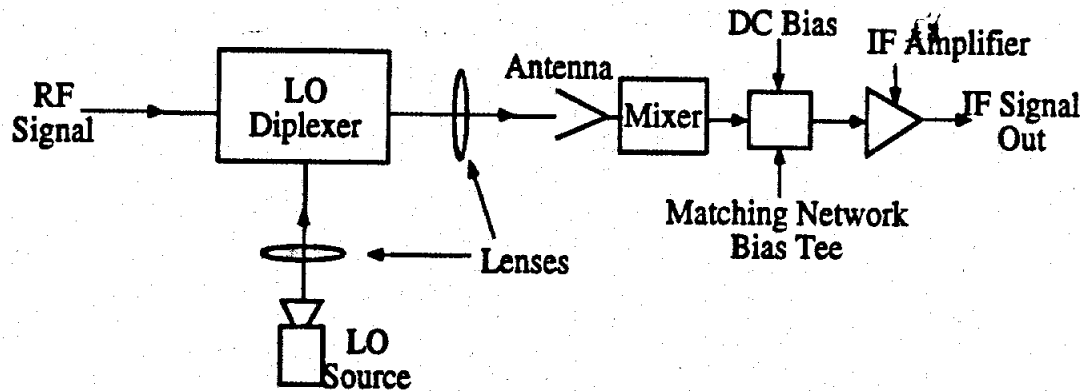 DC Bias
IF Amplifier
Antenna
RF
Signal
LO
Diplexer
Mixer
IF Signal
Out
Matching Network
Bias Tee
Lenses
LO
Source